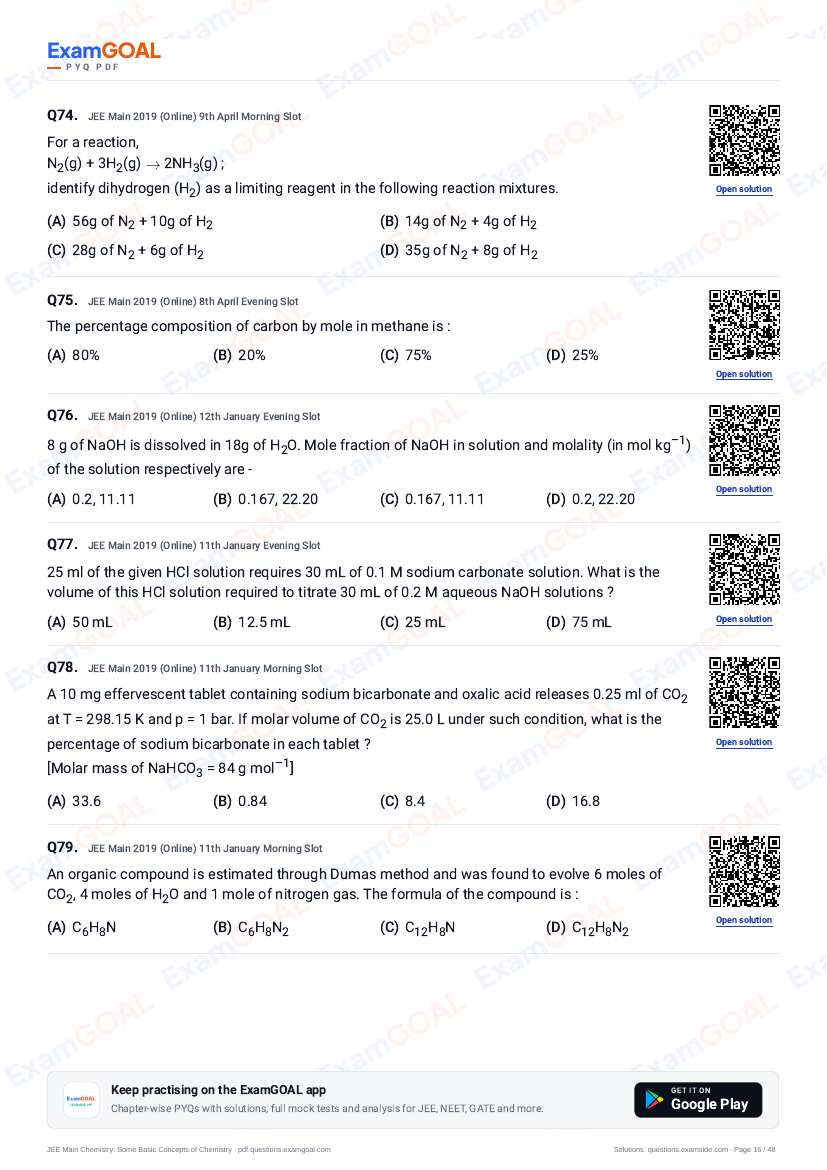 ExamGOAL
PYQ PDF
Q74. JEE Main 2019 (Online) 9th April Morning Slot
For a reaction,
N₂(g) + 3H₂(g) → 2NH₃(g) ;
identify dihydrogen (H₂) as a limiting reagent in the following reaction mixtures.
(A) 56g of N₂ + 10g of H₂ (B) 14g of N₂ + 4g of H₂
(C) 28g of N₂ + 6g of H₂ (D) 35g of N₂ + 8g of H₂
Open solution
Q75. JEE Main 2019 (Online) 8th April Evening Slot
The percentage composition of carbon by mole in methane is :
(A) 80% (B) 20% (C) 75% (D) 25%
Open solution
Q76. JEE Main 2019 (Online) 12th January Evening Slot
8 g of NaOH is dissolved in 18g of H₂O. Mole fraction of NaOH in solution and molality (in mol kg⁻¹)
of the solution respectively are -
(A) 0.2, 11.11 (B) 0.167, 22.20 (C) 0.167, 11.11 (D) 0.2, 22.20
Open solution
Q77. JEE Main 2019 (Online) 11th January Evening Slot
25 ml of the given HCl solution requires 30 mL of 0.1 M sodium carbonate solution. What is the
volume of this HCl solution required to titrate 30 mL of 0.2 M aqueous NaOH solutions ?
(A) 50 mL (B) 12.5 mL (C) 25 mL (D) 75 mL
Open solution
Q78. JEE Main 2019 (Online) 11th January Morning Slot
A 10 mg effervescent tablet containing sodium bicarbonate and oxalic acid releases 0.25 ml of CO₂
at T = 298.15 K and p = 1 bar. If molar volume of CO₂ is 25.0 L under such condition, what is the
percentage of sodium bicarbonate in each tablet ?
[Molar mass of NaHCO₃ = 84 g mol⁻¹]
(A) 33.6 (B) 0.84 (C) 8.4 (D) 16.8
Open solution
Q79. JEE Main 2019 (Online) 11th January Morning Slot
An organic compound is estimated through Dumas method and was found to evolve 6 moles of
CO₂, 4 moles of H₂O and 1 mole of nitrogen gas. The formula of the compound is :
(A) C₆H₈N (B) C₆H₈N₂ (C) C₁₂H₈N (D) C₁₂H₈N₂
Open solution
ExamGOAL
Keep practising on the ExamGOAL app
Chapter-wise PYQs with solutions, full mock tests and analysis for JEE, NEET, GATE and more.
GET IT ON
Google Play
JEE Main Chemistry: Some Basic Concepts of Chemistry · pdf.questions.examgoal.com
Solutions: questions.examside.com · Page 16 / 48